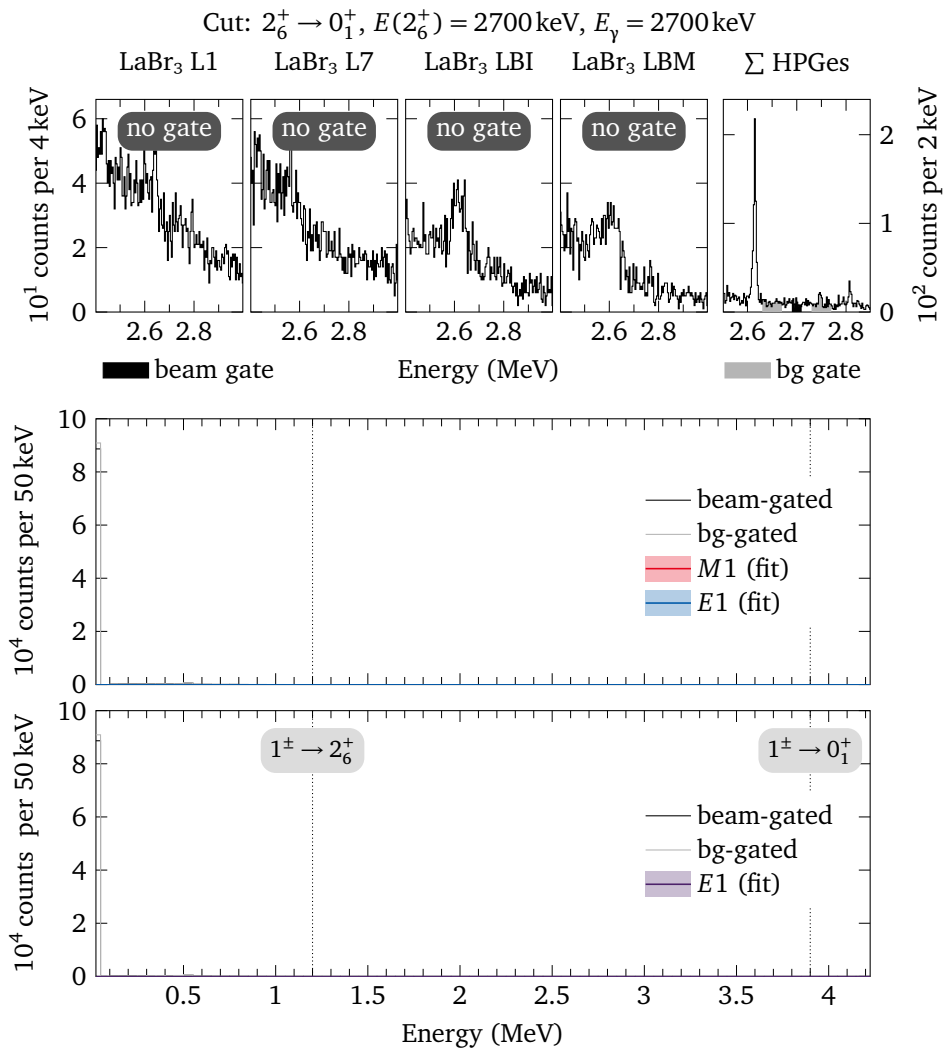 Cut: 2₆⁺ → 0₁⁺, E(2₆⁺) = 2700 keV, Eᵧ = 2700 keV
LaBr₃ L1 LaBr₃ L7 LaBr₃ LBI LaBr₃ LBM ∑ HPGes
no gate no gate no gate no gate
10¹ counts per 4 keV
6
4
2
0
10² counts per 2 keV
2
1
0
2.6 2.8 2.6 2.8 2.6 2.8 2.6 2.8 2.6 2.7 2.8
beam gate Energy (MeV) bg gate
10⁴ counts per 50 keV
10
8
6
4
2
0
beam-gated
bg-gated
M1 (fit)
E1 (fit)
10⁴ counts per 50 keV
10
8
6
4
2
0
1± → 2₆⁺ 1± → 0₁⁺
beam-gated
bg-gated
E1 (fit)
0.5 1 1.5 2 2.5 3 3.5 4
Energy (MeV)